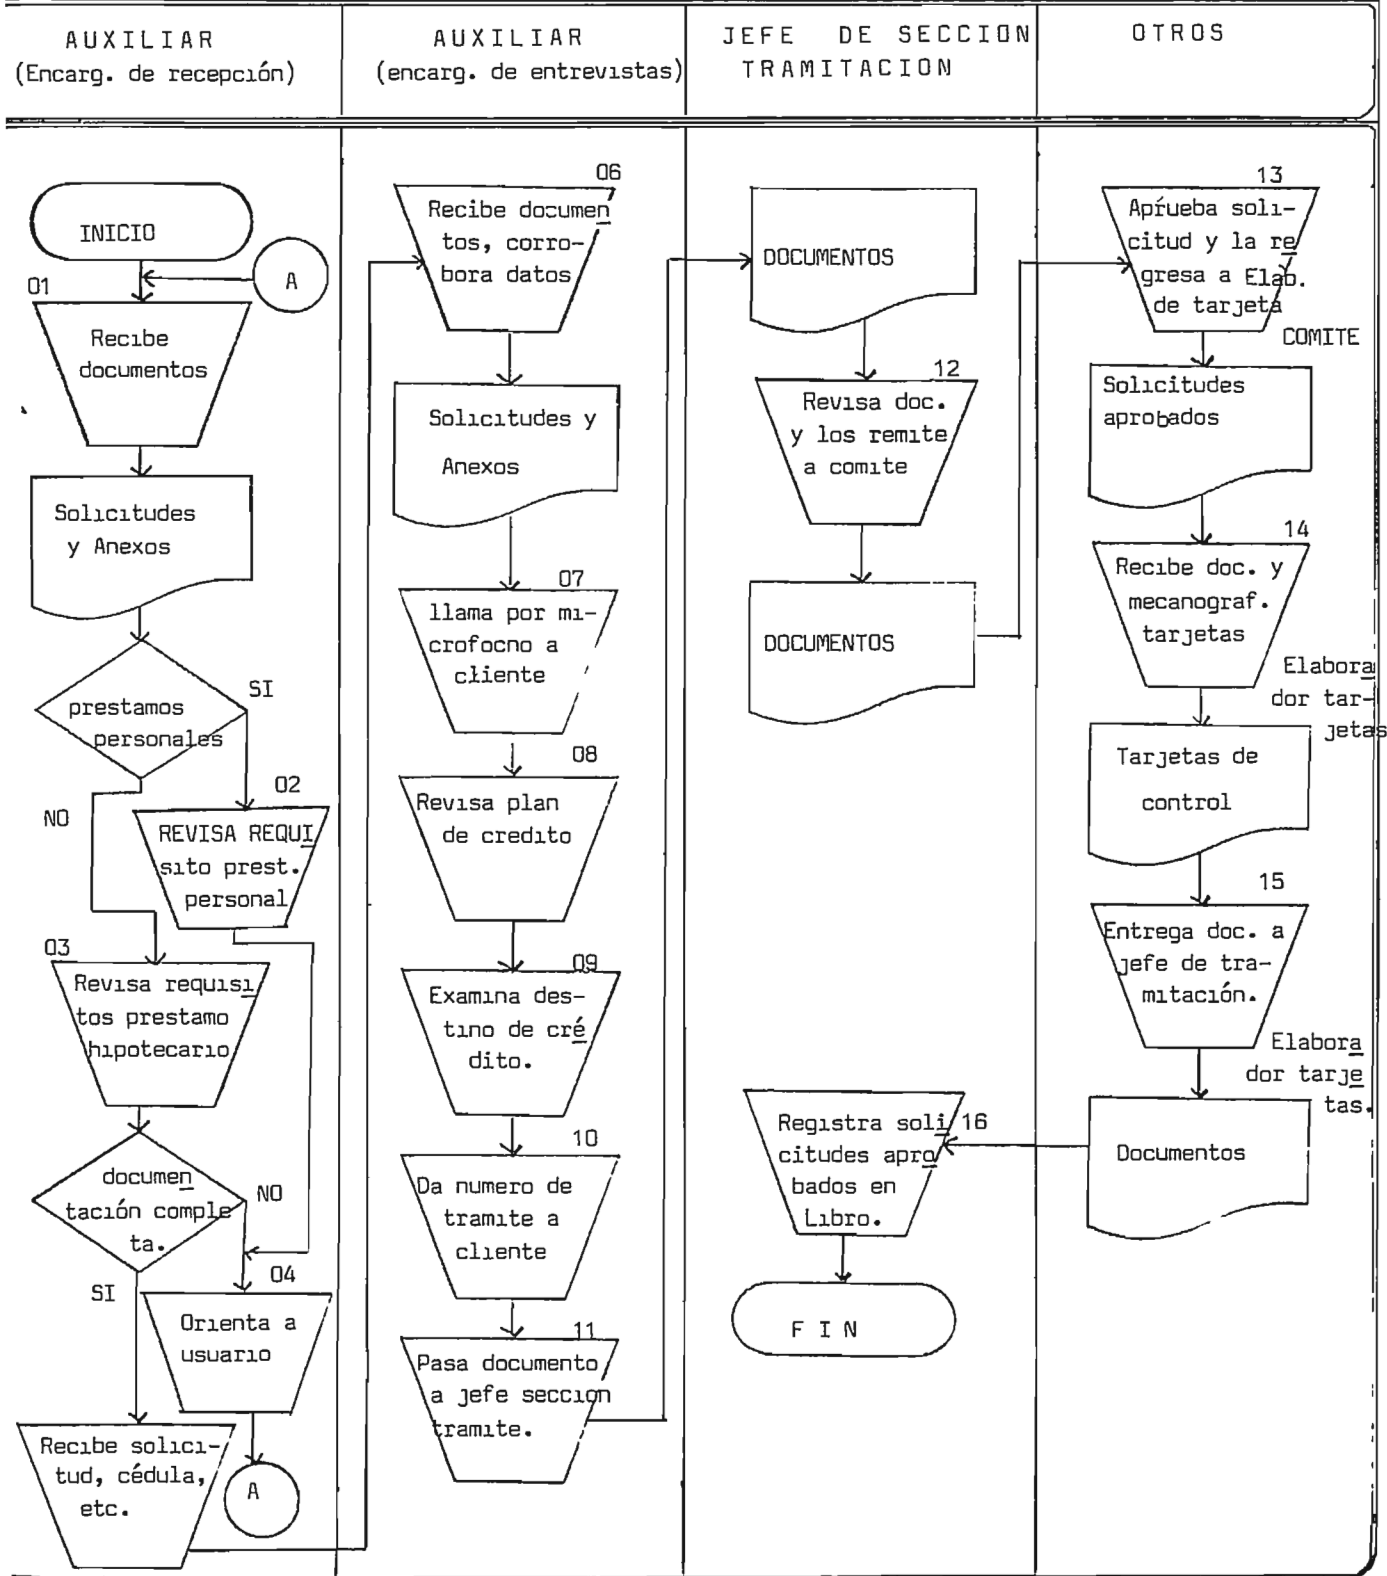 AUXILIAR
(Encarg. de recepción)
AUXILIAR
(encarg. de entrevistas)
JEFE DE SECCION
TRAMITACION
OTROS
INICIO
A
01
Recibe
documentos
Solicitudes
y Anexos
prestamos
personales
SI
NO
02
REVISA REQUI
sito prest.
personal
03
Revisa requisi
tos prestamo
hipotecario
documen
tación comple
ta.
NO
SI
04
Orienta a
usuario
A
Recibe solici-
tud, cédula,
etc.
06
Recibe documen
tos, corro-
bora datos
Solicitudes y
Anexos
07
llama por mi-
crofocno a
cliente
08
Revisa plan
de credito
09
Examina des-
tino de cré
dito.
10
Da numero de
tramite a
cliente
11
Pasa documento
a jefe seccion
tramite.
DOCUMENTOS
12
Revisa doc.
y los remite
a comite
DOCUMENTOS
13
Aprueba soli-
citud y la re
gresa a Elab.
de tarjeta
COMITE
Solicitudes
aprobados
14
Recibe doc. y
mecanograf.
tarjetas
Elabora
dor tar-
jetas
Tarjetas de
control
15
Entrega doc. a
jefe de tra-
mitación.
Elabora
dor tarje
tas.
Documentos
16
Registra soli
citudes apro
bados en
Libro.
FIN